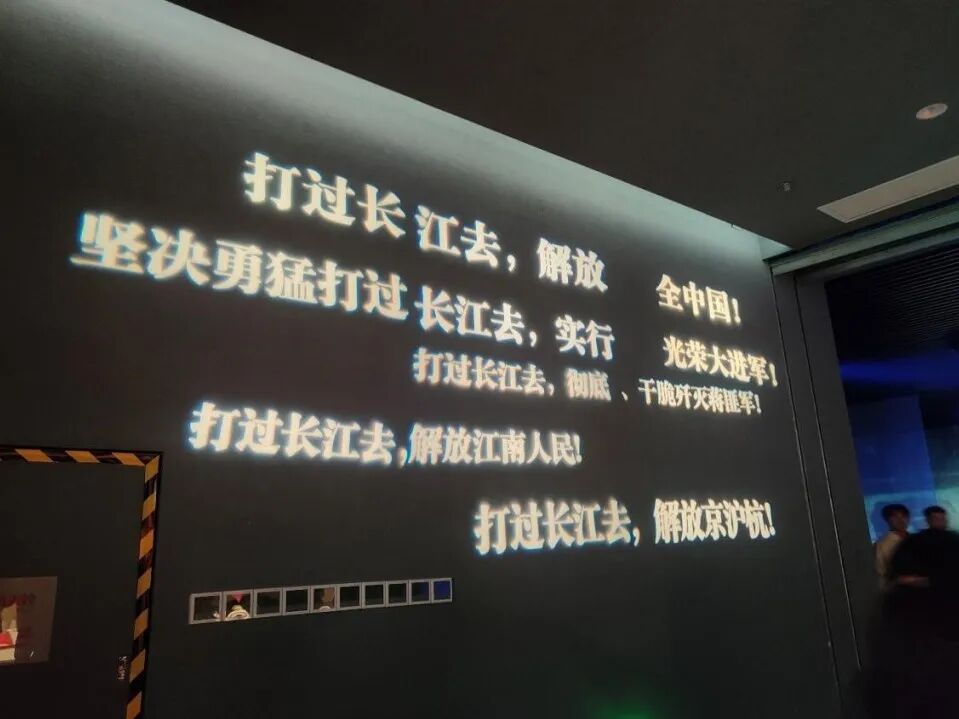 打过长江去，解放全中国！
坚决勇猛打过长江去，实行光荣大进军！
打过长江去，彻底、干脆歼灭蒋匪军！
打过长江去，解放江南人民！
打过长江去，解放京沪杭！